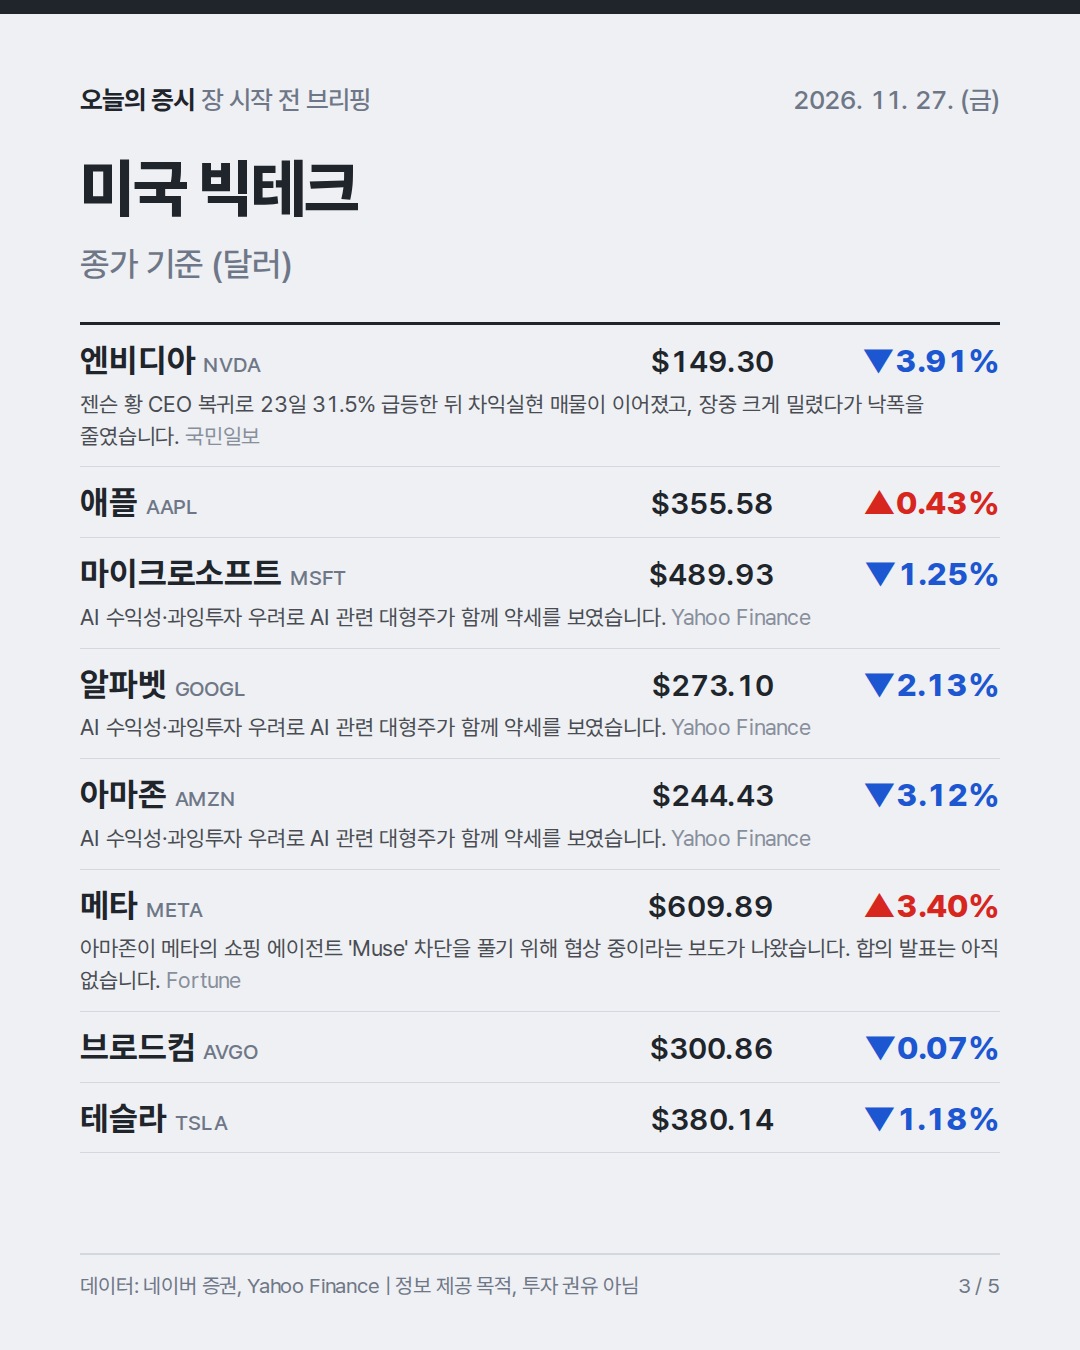 오늘의 증시 장 시작 전 브리핑 2026. 11. 27. (금)
미국 빅테크
종가 기준 (달러)
엔비디아 NVDA $149.30 ▼3.91%
젠슨 황 CEO 복귀로 23일 31.5% 급등한 뒤 차익실현 매물이 이어졌고, 장중 크게 밀렸다가 낙폭을
줄였습니다. 국민일보
애플 AAPL $355.58 ▲0.43%
마이크로소프트 MSFT $489.93 ▼1.25%
AI 수익성·과잉투자 우려로 AI 관련 대형주가 함께 약세를 보였습니다. Yahoo Finance
알파벳 GOOGL $273.10 ▼2.13%
AI 수익성·과잉투자 우려로 AI 관련 대형주가 함께 약세를 보였습니다. Yahoo Finance
아마존 AMZN $244.43 ▼3.12%
AI 수익성·과잉투자 우려로 AI 관련 대형주가 함께 약세를 보였습니다. Yahoo Finance
메타 META $609.89 ▲3.40%
아마존이 메타의 쇼핑 에이전트 'Muse' 차단을 풀기 위해 협상 중이라는 보도가 나왔습니다. 합의 발표는 아직
없습니다. Fortune
브로드컴 AVGO $300.86 ▼0.07%
테슬라 TSLA $380.14 ▼1.18%
데이터: 네이버 증권, Yahoo Finance | 정보 제공 목적, 투자 권유 아님 3 / 5